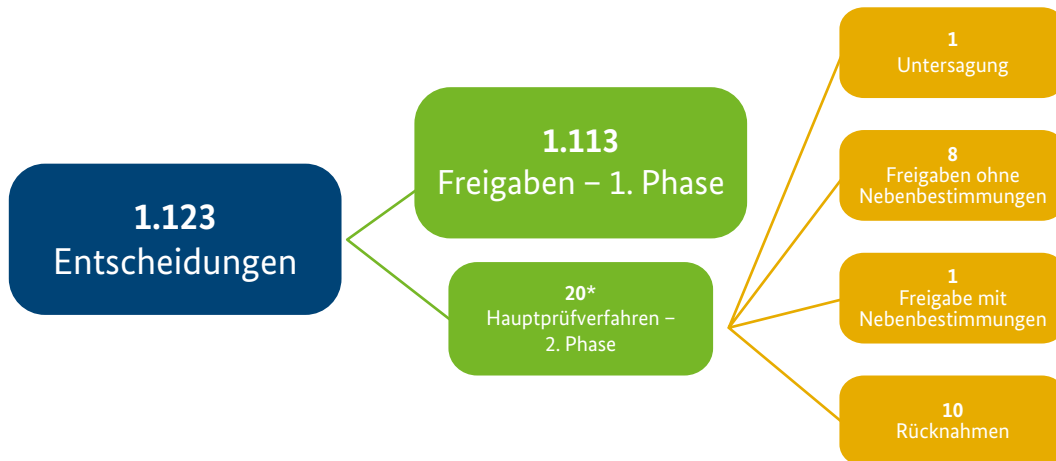 1.123
Entscheidungen
1.113
Freigaben – 1. Phase
20*
Hauptprüfverfahren –
2. Phase
1
Untersagung
8
Freigaben ohne
Nebenbestimmungen
1
Freigabe mit
Nebenbestimmungen
10
Rücknahmen